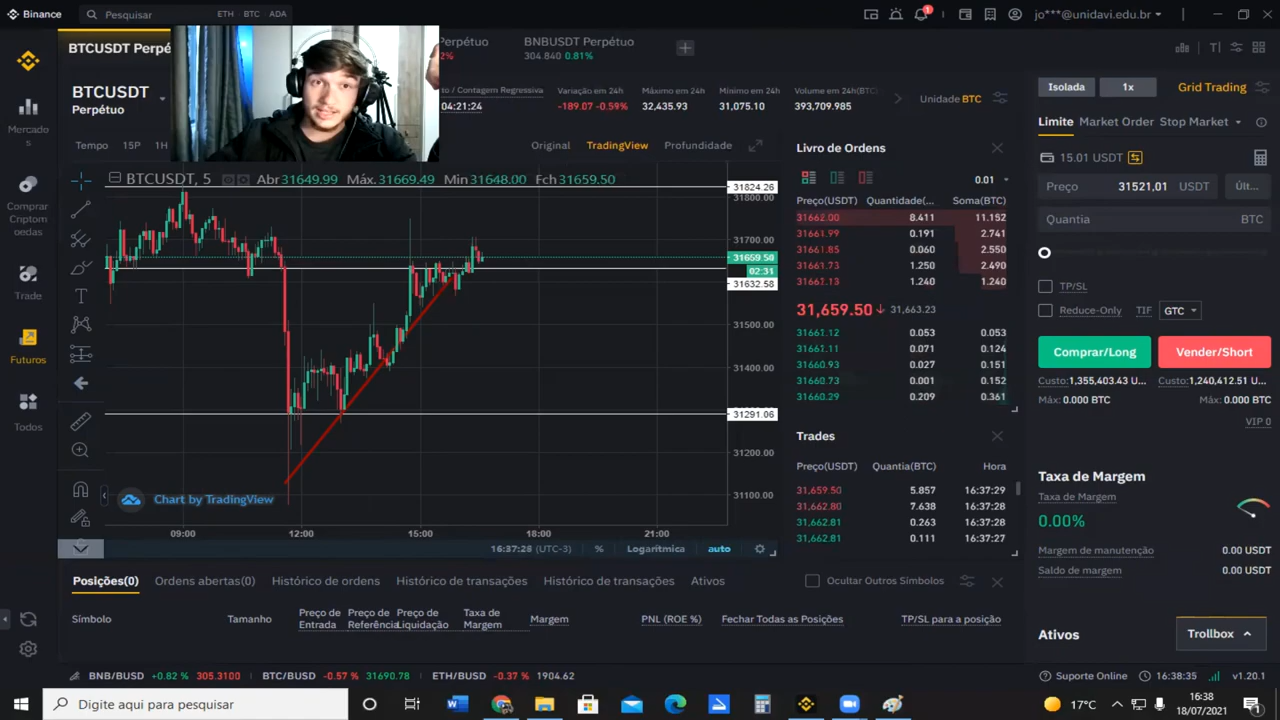 Binance
Pesquisar
ETH BTC ADA
1
jo***@unidavi.edu.br
BTCUSDT Perpé
Perpétuo
2%
BNBUSDT Perpétuo
304.840 0.81%
BTCUSDT
Perpétuo
to / Contagem Regressiva
04:21:24
Variação em 24h
-189.07 -0.59%
Máximo em 24h
32,435.93
Mínimo em 24h
31,075.10
Volume em 24h(BTC)
393,709.985
Unidade BTC
Isolada
1x
Grid Trading
Mercados
Comprar Criptomoedas
Trade
Futuros
Todos
Tempo 15P 1H
Original TradingView Profundidade
BTCUSDT, 5 Abr 31649.99 Máx. 31669.49 Mín 31648.00 Fch 31659.50
31824.26
31800.00
31700.00
31659.50
02:31
31632.58
31500.00
31400.00
31291.06
31200.00
31100.00
Chart by TradingView
09:00 12:00 15:00 18:00 21:00
16:37:28 (UTC-3) % Logarítmica auto
Livro de Ordens
0.01
Preço(USDT) Quantidade(... Soma(BTC)
31662.00 8.411 11.152
31661.99 0.191 2.741
31661.85 0.060 2.550
31661.73 1.250 2.490
31661.13 1.240 1.240
31,659.50 31,663.23
31661.12 0.053 0.053
31661.11 0.071 0.124
31660.93 0.027 0.151
31660.73 0.001 0.152
31660.29 0.209 0.361
Trades
Preço(USDT) Quantia(BTC) Hora
31,659.50 5.857 16:37:29
31,662.80 7.638 16:37:28
31,662.81 0.263 16:37:27
31,662.81 0.111 16:37:27
Limite Market Order Stop Market
15.01 USDT
Preço 31521,01 USDT Últ...
Quantia BTC
TP/SL
Reduce-Only TIF GTC
Comprar/Long
Vender/Short
Custo:1,355,403.43 U... Custo:1,240,412.51 U...
Máx: 0.000 BTC Máx: 0.000 BTC
VIP 0
Taxa de Margem
Taxa de Margem
0.00%
Margem de manutenção 0.00 USDT
Saldo de margem 0.00 USDT
Ativos
Trollbox
Posições(0) Ordens abertas(0) Histórico de ordens Histórico de transações Histórico de transações Ativos
Ocultar Outros Símbolos
Símbolo Tamanho Preço de Entrada Preço de Referência Preço de Liquidação Taxa de Margem Margem PNL (ROE %) Fechar Todas as Posições TP/SL para a posição
BNB/BUSD +0.82 % 305.3100 BTC/BUSD -0.57 % 31690.78 ETH/BUSD -0.37 % 1904.62
Suporte Online 16:38:35 v1.20.1
Digite aqui para pesquisar
17°C
16:38
18/07/2021
1